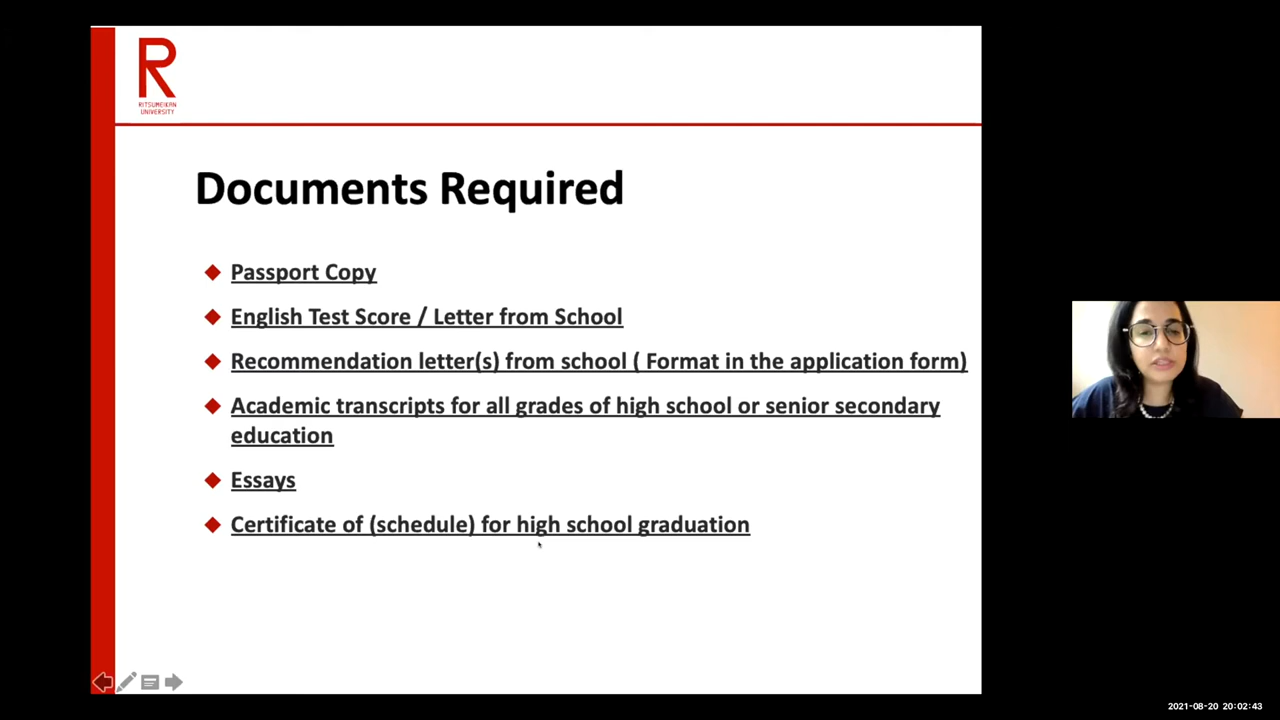 R
RITSUMEIKAN
UNIVERSITY
Documents Required
Passport Copy
English Test Score / Letter from School
Recommendation letter(s) from school ( Format in the application form)
Academic transcripts for all grades of high school or senior secondary
education
Essays
Certificate of (schedule) for high school graduation
2021-08-20 20:02:43